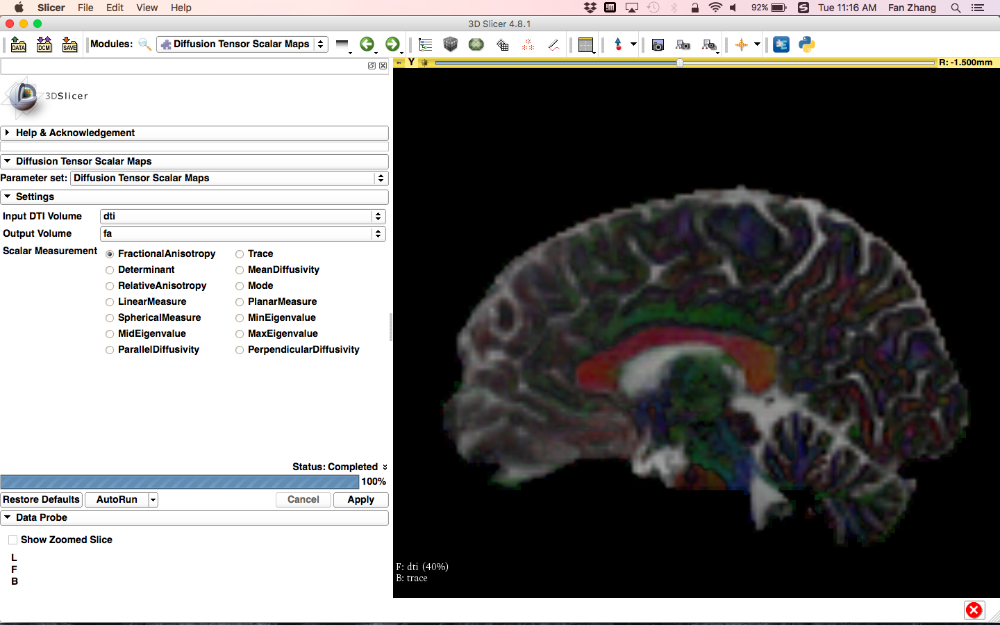 Slicer File Edit View Help 92% Tue 11:16 AM Fan Zhang
3D Slicer 4.8.1
DATA DCM SAVE Modules: Diffusion Tensor Scalar Maps
Y R: -1.500mm
3DSlicer
Help & Acknowledgement
Diffusion Tensor Scalar Maps
Parameter set: Diffusion Tensor Scalar Maps
Settings
Input DTI Volume dti
Output Volume fa
Scalar Measurement FractionalAnisotropy Trace
Determinant MeanDiffusivity
RelativeAnisotropy Mode
LinearMeasure PlanarMeasure
SphericalMeasure MinEigenvalue
MidEigenvalue MaxEigenvalue
ParallelDiffusivity PerpendicularDiffusivity
Status: Completed
100%
Restore Defaults AutoRun Cancel Apply
Data Probe
Show Zoomed Slice
L
F
B
F: dti (40%)
B: trace